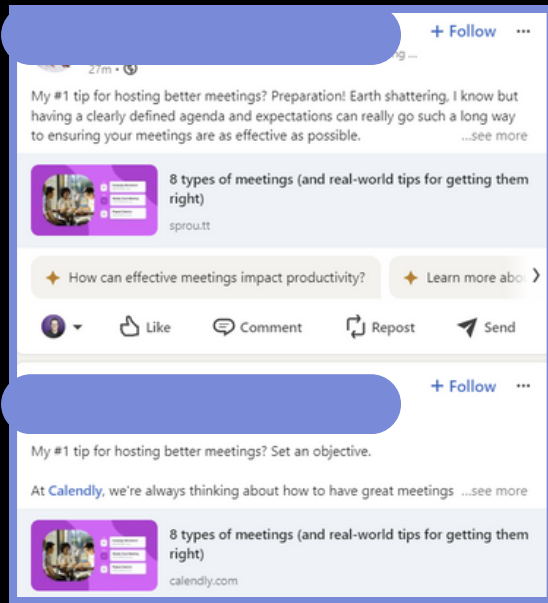 + Follow ...
ng ...
27m •
My #1 tip for hosting better meetings? Preparation! Earth shattering, I know but
having a clearly defined agenda and expectations can really go such a long way
to ensuring your meetings are as effective as possible. ...see more
8 types of meetings (and real-world tips for getting them
right)
sprou.tt
How can effective meetings impact productivity? Learn more abo
Like Comment Repost Send
+ Follow ...
My #1 tip for hosting better meetings? Set an objective.
At Calendly, we're always thinking about how to have great meetings ...see more
8 types of meetings (and real-world tips for getting them
right)
calendly.com